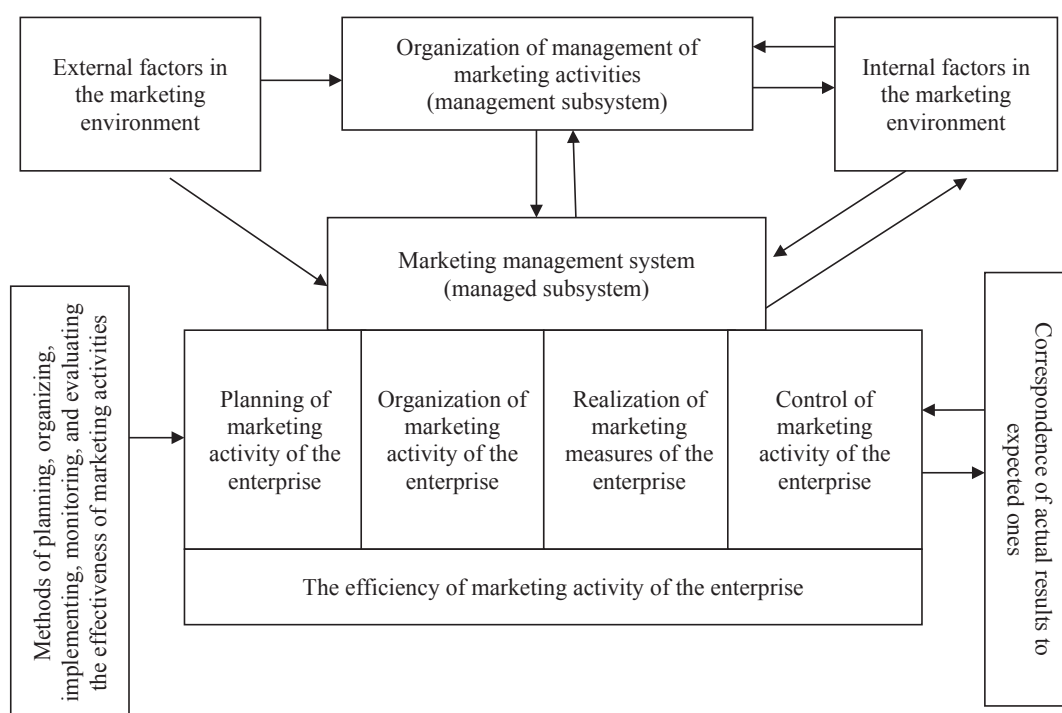 External factors in
the marketing
environment
Organization of management of
marketing activities
(management subsystem)
Internal factors in
the marketing
environment
Marketing management system
(managed subsystem)
Methods of planning, organizing,
implementing, monitoring, and evaluating
the effectiveness of marketing activities
Planning of
marketing
activity of the
enterprise
Organization of
marketing
activity of the
enterprise
Realization of
marketing
measures of the
enterprise
Control of
marketing
activity of the
enterprise
Correspondence of actual results to
expected ones
The efficiency of marketing activity of the enterprise